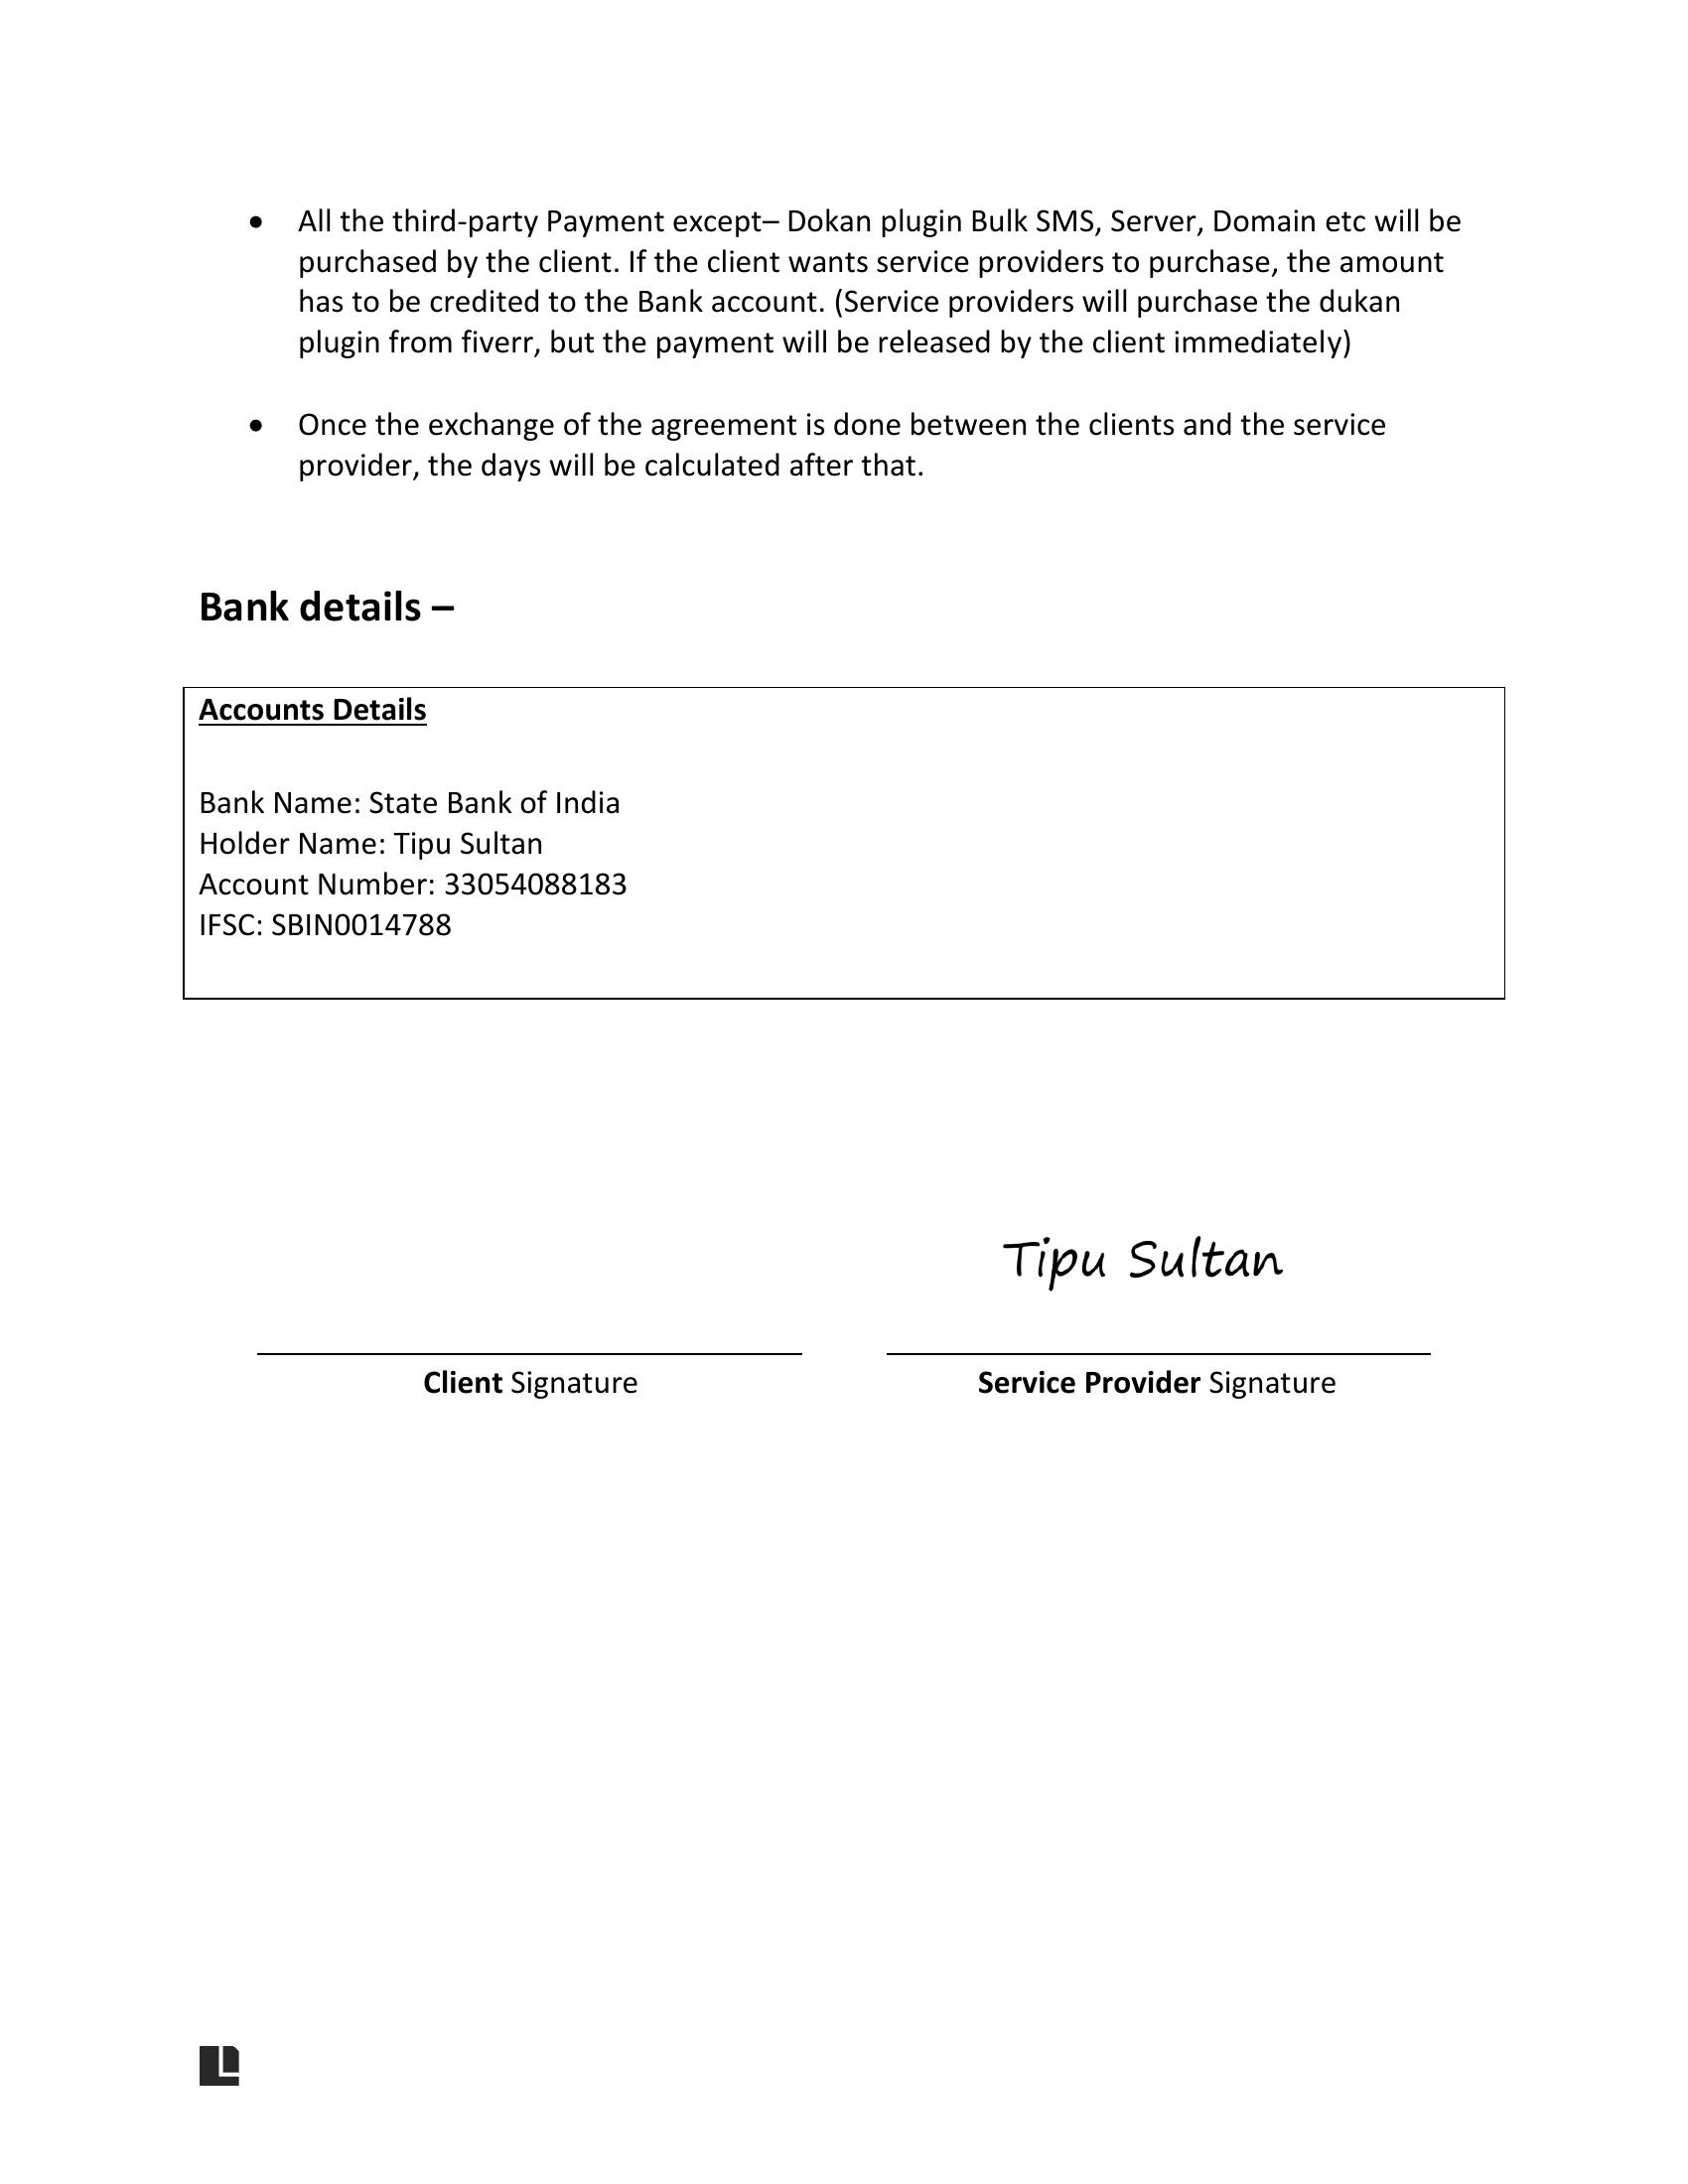 • All the third-party Payment except– Dokan plugin Bulk SMS, Server, Domain etc will be
purchased by the client. If the client wants service providers to purchase, the amount
has to be credited to the Bank account. (Service providers will purchase the dukan
plugin from fiverr, but the payment will be released by the client immediately)
• Once the exchange of the agreement is done between the clients and the service
provider, the days will be calculated after that.
Bank details –
Accounts Details
Bank Name: State Bank of India
Holder Name: Tipu Sultan
Account Number: 33054088183
IFSC: SBIN0014788
Tipu Sultan
Client Signature
Service Provider Signature